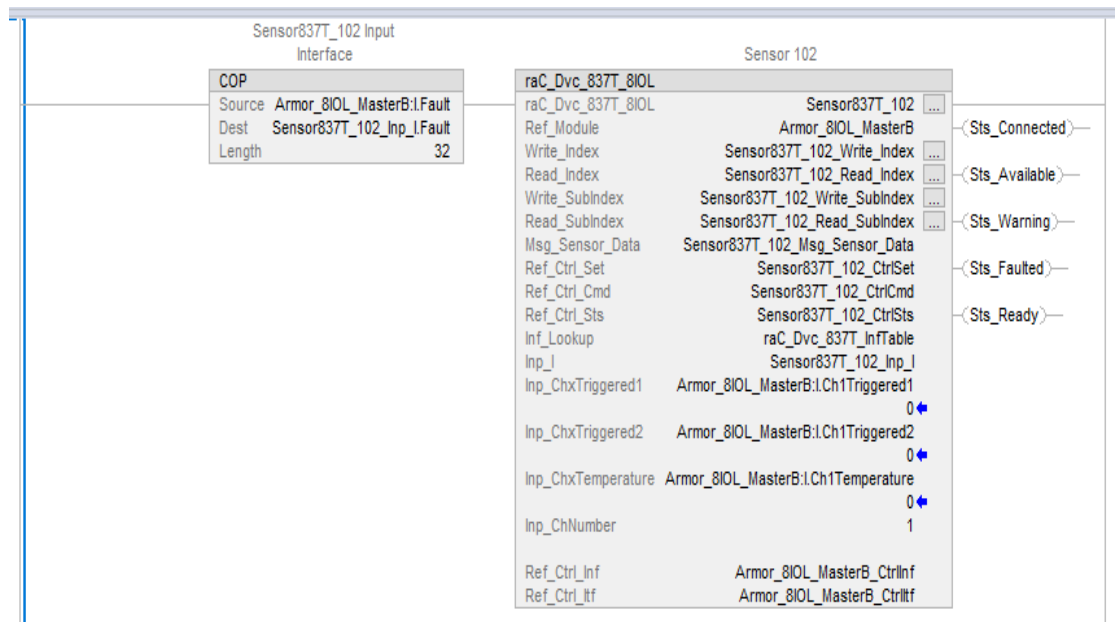 Sensor837T_102 Input
Interface
COP
Source Armor_8IOL_MasterB:I.Fault
Dest Sensor837T_102_Inp_I.Fault
Length 32
Sensor 102
raC_Dvc_837T_8IOL
raC_Dvc_837T_8IOL Sensor837T_102 ...
Ref_Module Armor_8IOL_MasterB (Sts_Connected)
Write_Index Sensor837T_102_Write_Index ...
Read_Index Sensor837T_102_Read_Index ... (Sts_Available)
Write_SubIndex Sensor837T_102_Write_SubIndex ...
Read_SubIndex Sensor837T_102_Read_SubIndex ... (Sts_Warning)
Msg_Sensor_Data Sensor837T_102_Msg_Sensor_Data
Ref_Ctrl_Set Sensor837T_102_CtrlSet (Sts_Faulted)
Ref_Ctrl_Cmd Sensor837T_102_CtrlCmd
Ref_Ctrl_Sts Sensor837T_102_CtrlSts (Sts_Ready)
Inf_Lookup raC_Dvc_837T_InfTable
Inp_I Sensor837T_102_Inp_I
Inp_ChxTriggered1 Armor_8IOL_MasterB:I.Ch1Triggered1
0
Inp_ChxTriggered2 Armor_8IOL_MasterB:I.Ch1Triggered2
0
Inp_ChxTemperature Armor_8IOL_MasterB:I.Ch1Temperature
0
Inp_ChNumber 1
Ref_Ctrl_Inf Armor_8IOL_MasterB_CtrlInf
Ref_Ctrl_Itf Armor_8IOL_MasterB_CtrlItf